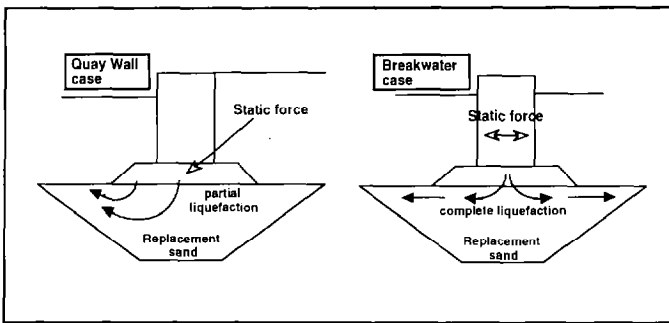 Quay Wall
case
Static force
partial
liquefaction
Replacement
sand
Breakwater
case
Static force
complete liquefaction
Replacement
sand